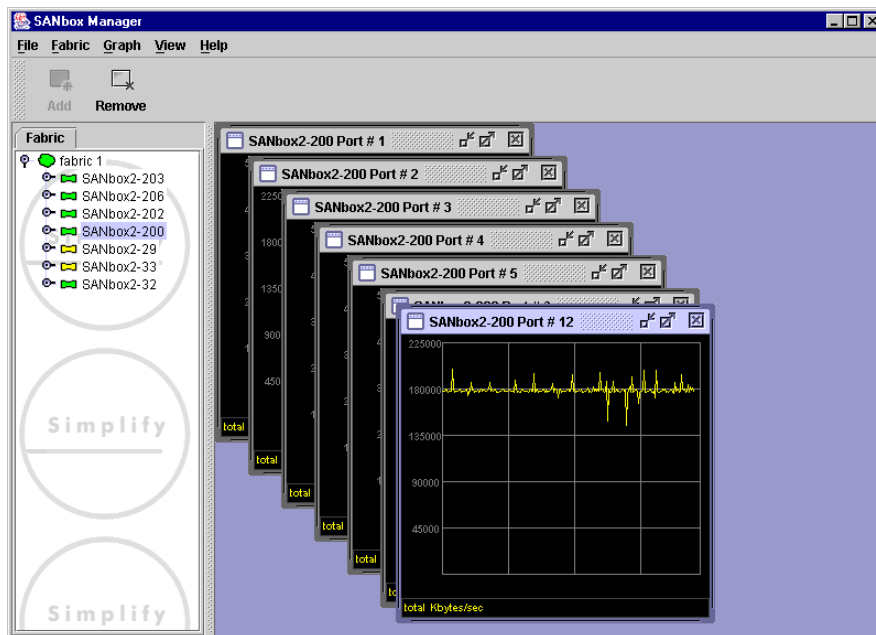 SANbox Manager
File Fabric Graph View Help
Add Remove
Fabric
fabric 1
SANbox2-203
SANbox2-206
SANbox2-202
SANbox2-200
SANbox2-29
SANbox2-33
SANbox2-32
Simplify
Simplify
Simplify
SANbox2-200 Port # 1
total
SANbox2-200 Port # 2
2250
1800
1350
900
450
total
SANbox2-200 Port # 3
total
SANbox2-200 Port # 4
total
SANbox2-200 Port # 5
total
SANbox2-200 Port # 12
225000
180000
135000
90000
45000
total Kbytes/sec